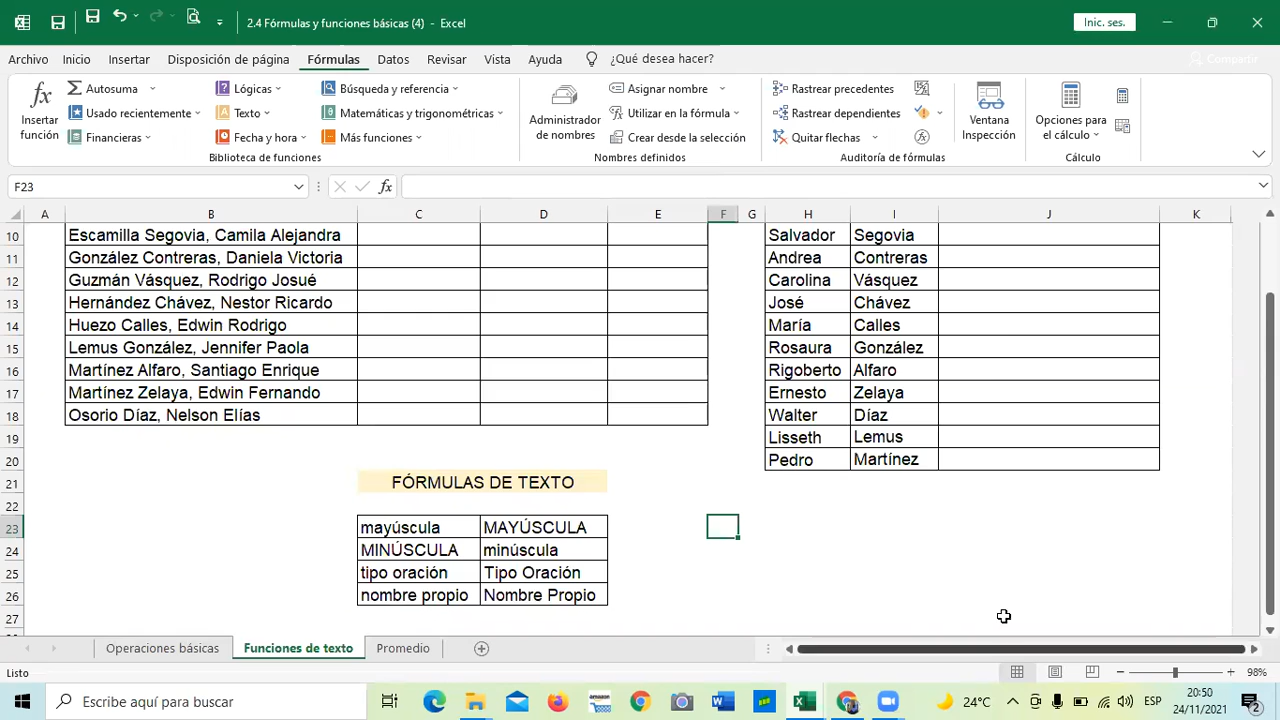 2.4 Fórmulas y funciones básicas (4) - Excel
Inic. ses.
Archivo Inicio Insertar Disposición de página Fórmulas Datos Revisar Vista Ayuda ¿Qué desea hacer? Compartir
fx Insertar función
Autosuma
Usado recientemente
Financieras
Lógicas
Texto
Fecha y hora
Búsqueda y referencia
Matemáticas y trigonométricas
Más funciones
Biblioteca de funciones
Administrador de nombres
Asignar nombre
Utilizar en la fórmula
Crear desde la selección
Nombres definidos
Rastrear precedentes
Rastrear dependientes
Quitar flechas
Auditoría de fórmulas
Ventana Inspección
Opciones para el cálculo
Cálculo
F23 fx
A B C D E F G H I J K
10 Escamilla Segovia, Camila Alejandra Salvador Segovia
11 González Contreras, Daniela Victoria Andrea Contreras
12 Guzmán Vásquez, Rodrigo Josué Carolina Vásquez
13 Hernández Chávez, Nestor Ricardo José Chávez
14 Huezo Calles, Edwin Rodrigo María Calles
15 Lemus González, Jennifer Paola Rosaura González
16 Martínez Alfaro, Santiago Enrique Rigoberto Alfaro
17 Martínez Zelaya, Edwin Fernando Ernesto Zelaya
18 Osorio Díaz, Nelson Elías Walter Díaz
19 Lisseth Lemus
20 Pedro Martínez
21 FÓRMULAS DE TEXTO
22
23 mayúscula MAYÚSCULA
24 MINÚSCULA minúscula
25 tipo oración Tipo Oración
26 nombre propio Nombre Propio
27
Operaciones básicas Funciones de texto Promedio
Listo 98%
Escribe aquí para buscar 24°C ESP 20:50
24/11/2021 2